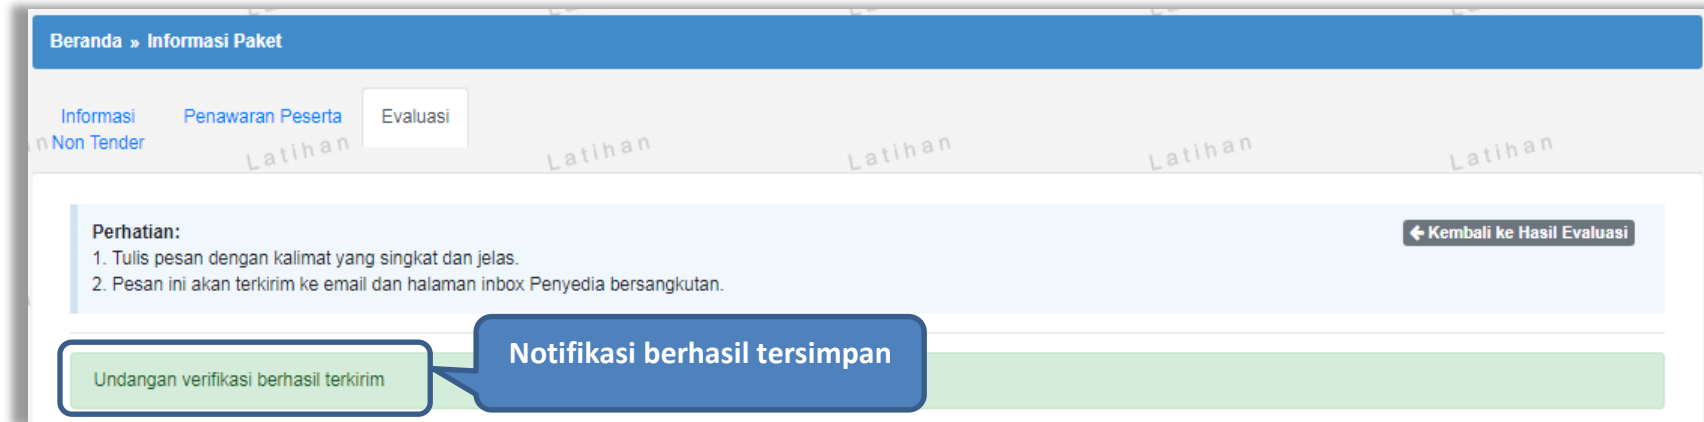 Beranda » Informasi Paket
Informasi Non Tender
Penawaran Peserta
Evaluasi
Latihan
Latihan
Latihan
Latihan
Latihan
Perhatian:
← Kembali ke Hasil Evaluasi
1. Tulis pesan dengan kalimat yang singkat dan jelas.
2. Pesan ini akan terkirim ke email dan halaman inbox Penyedia bersangkutan.
Notifikasi berhasil tersimpan
Undangan verifikasi berhasil terkirim